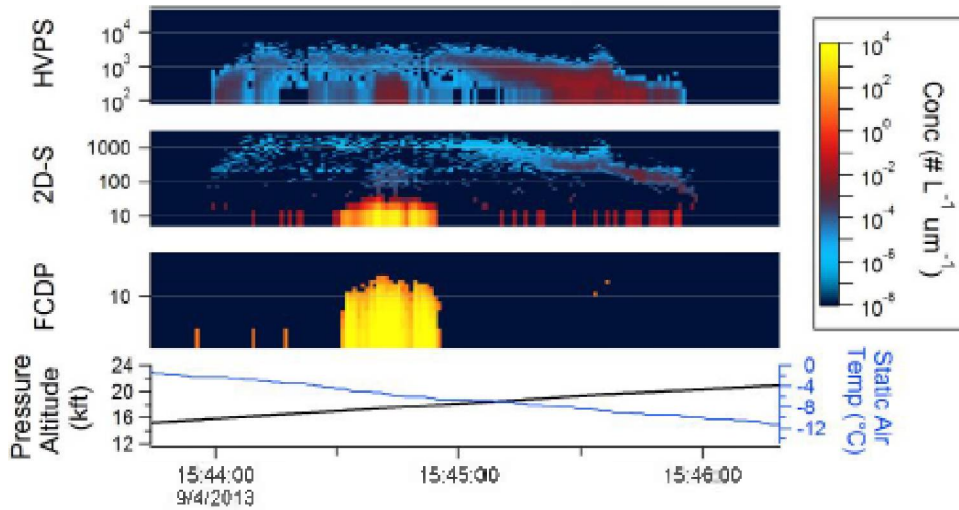 HVPS
10^4
10^3
10^2
2D-S
1000
100
10
FCDP
10
Pressure
Altitude
(kft)
24
20
16
12
0
-4
-8
-12
Static Air
Temp (°C)
15:44:00
15:45:00
15:46:00
9/4/2013
10^4
10^2
10^0
10^-2
10^-4
10^-6
10^-8
Conc (# L^-1 um^-1)